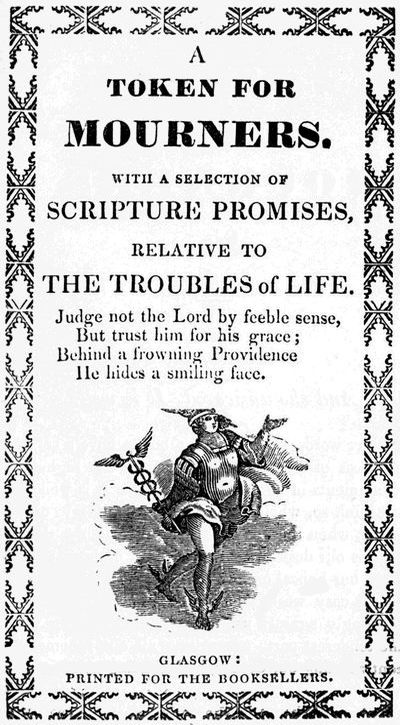 A
TOKEN FOR
MOURNERS.
WITH A SELECTION OF
SCRIPTURE PROMISES,
RELATIVE TO
THE TROUBLES of LIFE.
Judge not the Lord by feeble sense,
But trust him for his grace;
Behind a frowning Providence
He hides a smiling face.
GLASGOW:
PRINTED FOR THE BOOKSELLERS.